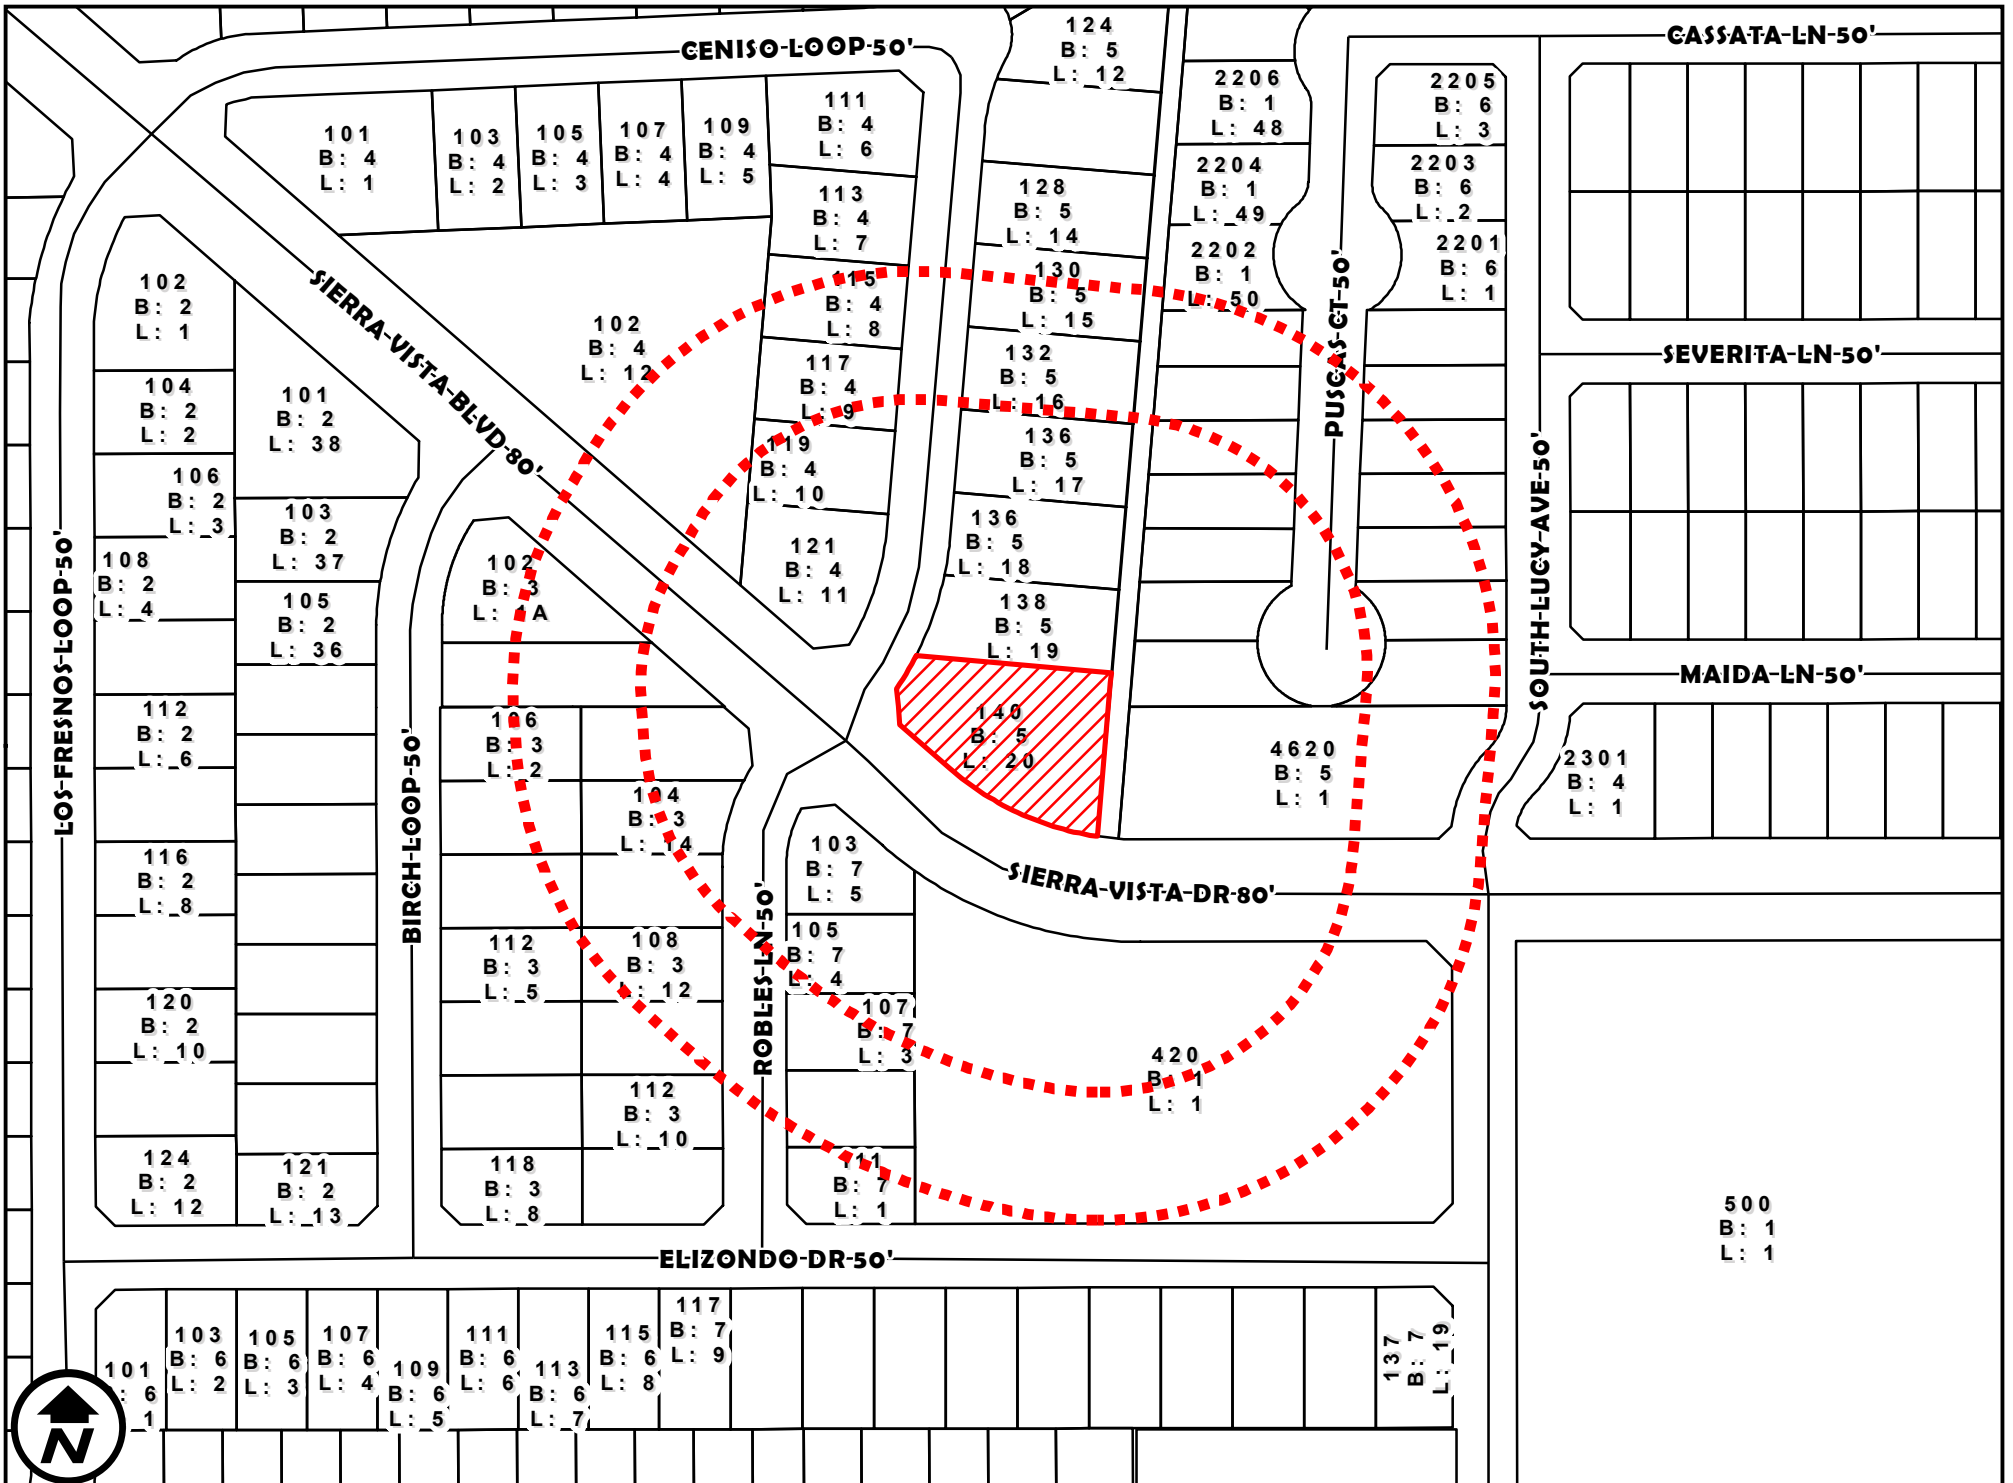 CENISO-LOOP-50'
CASSATA-LN-50'
124
B: 5
L: 12
2206
B: 1
L: 48
2205
B: 6
L: 3
101
B: 4
L: 1
103
B: 4
L: 2
105
B: 4
L: 3
107
B: 4
L: 4
109
B: 4
L: 5
111
B: 4
L: 6
113
B: 4
L: 7
128
B: 5
L: 14
2204
B: 1
L: 49
2203
B: 6
L: 2
2202
B: 1
L: 50
2201
B: 6
L: 1
102
B: 2
L: 1
SIERRA-VISTA-BLVD-80'
102
B: 4
L: 12
115
B: 4
L: 8
130
B: 5
L: 15
PUSCAS-CT-50'
SEVERITA-LN-50'
104
B: 2
L: 2
101
B: 2
L: 38
117
B: 4
L: 9
132
B: 5
L: 16
106
B: 2
L: 3
119
B: 4
L: 10
136
B: 5
L: 17
SOUTH-LUCY-AVE-50'
LOS-FRESNOS-LOOP-50'
108
B: 2
L: 4
103
B: 2
L: 37
102
B: 3
L: 1A
121
B: 4
L: 11
136
B: 5
L: 18
105
B: 2
L: 36
138
B: 5
L: 19
MAIDA-LN-50'
112
B: 2
L: 6
BIRCH-LOOP-50'
106
B: 3
L: 2
140
B: 5
L: 20
4620
B: 5
L: 1
2301
B: 4
L: 1
104
B: 3
L: 14
116
B: 2
L: 8
103
B: 7
L: 5
SIERRA-VISTA-DR-80'
ROBLES-LN-50'
112
B: 3
L: 5
108
B: 3
L: 12
105
B: 7
L: 4
120
B: 2
L: 10
107
B: 7
L: 3
420
B: 1
L: 1
112
B: 3
L: 10
124
B: 2
L: 12
121
B: 2
L: 13
118
B: 3
L: 8
111
B: 7
L: 1
500
B: 1
L: 1
ELIZONDO-DR-50'
101
: 6
1
103
B: 6
L: 2
105
B: 6
L: 3
107
B: 6
L: 4
109
B: 6
L: 5
111
B: 6
L: 6
113
B: 6
L: 7
115
B: 6
L: 8
117
B: 7
L: 9
137
B: 7
L: 19
N